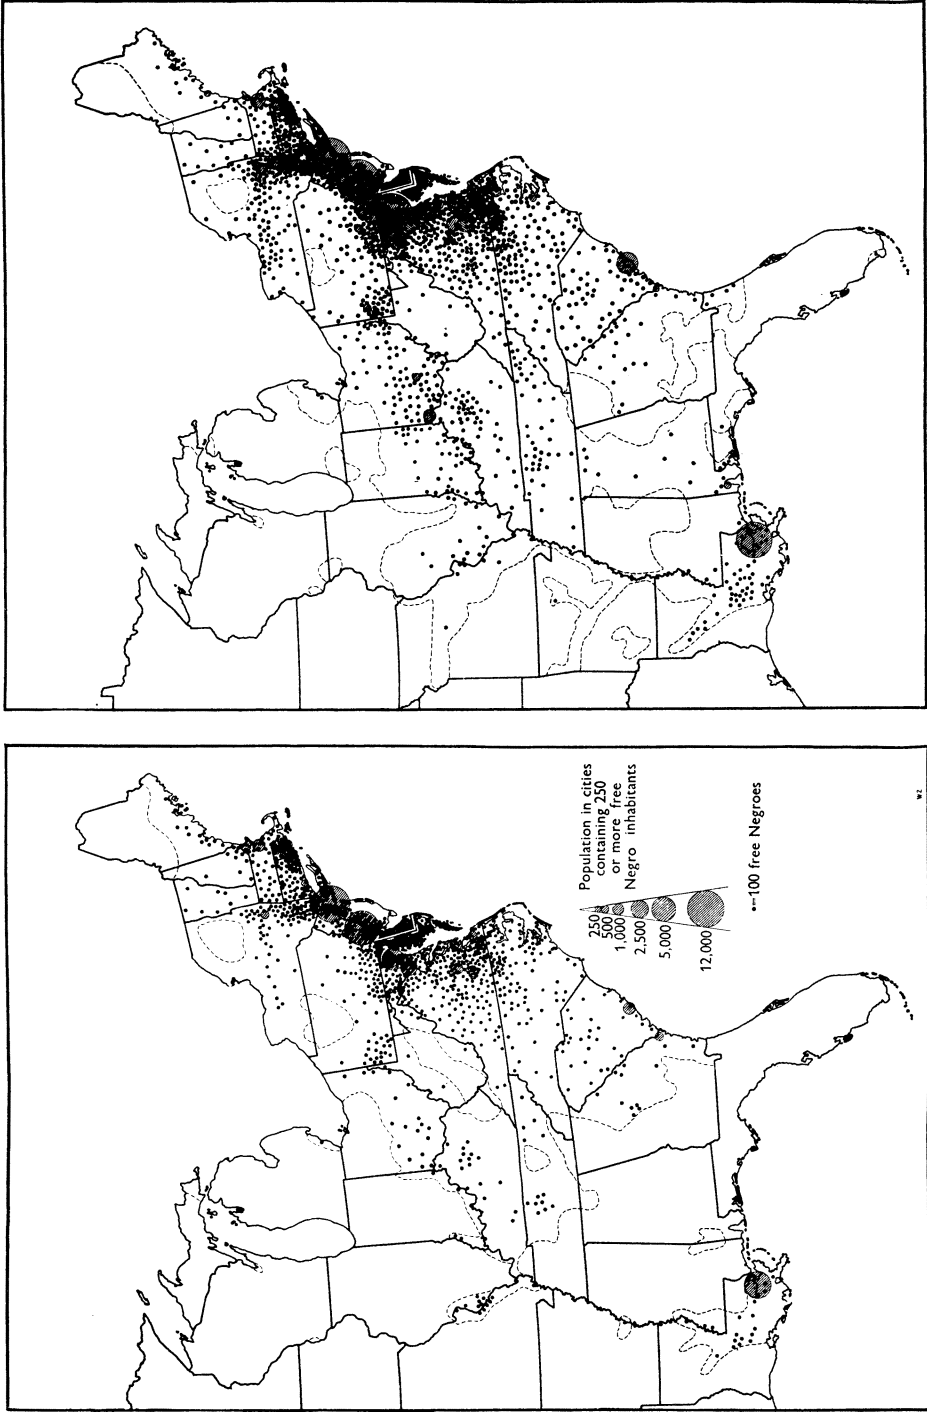 Population in cities
containing 250
or more free
Negro inhabitants
250
500
1,000
2,500
5,000
12,000
•—100 free Negroes
WZ